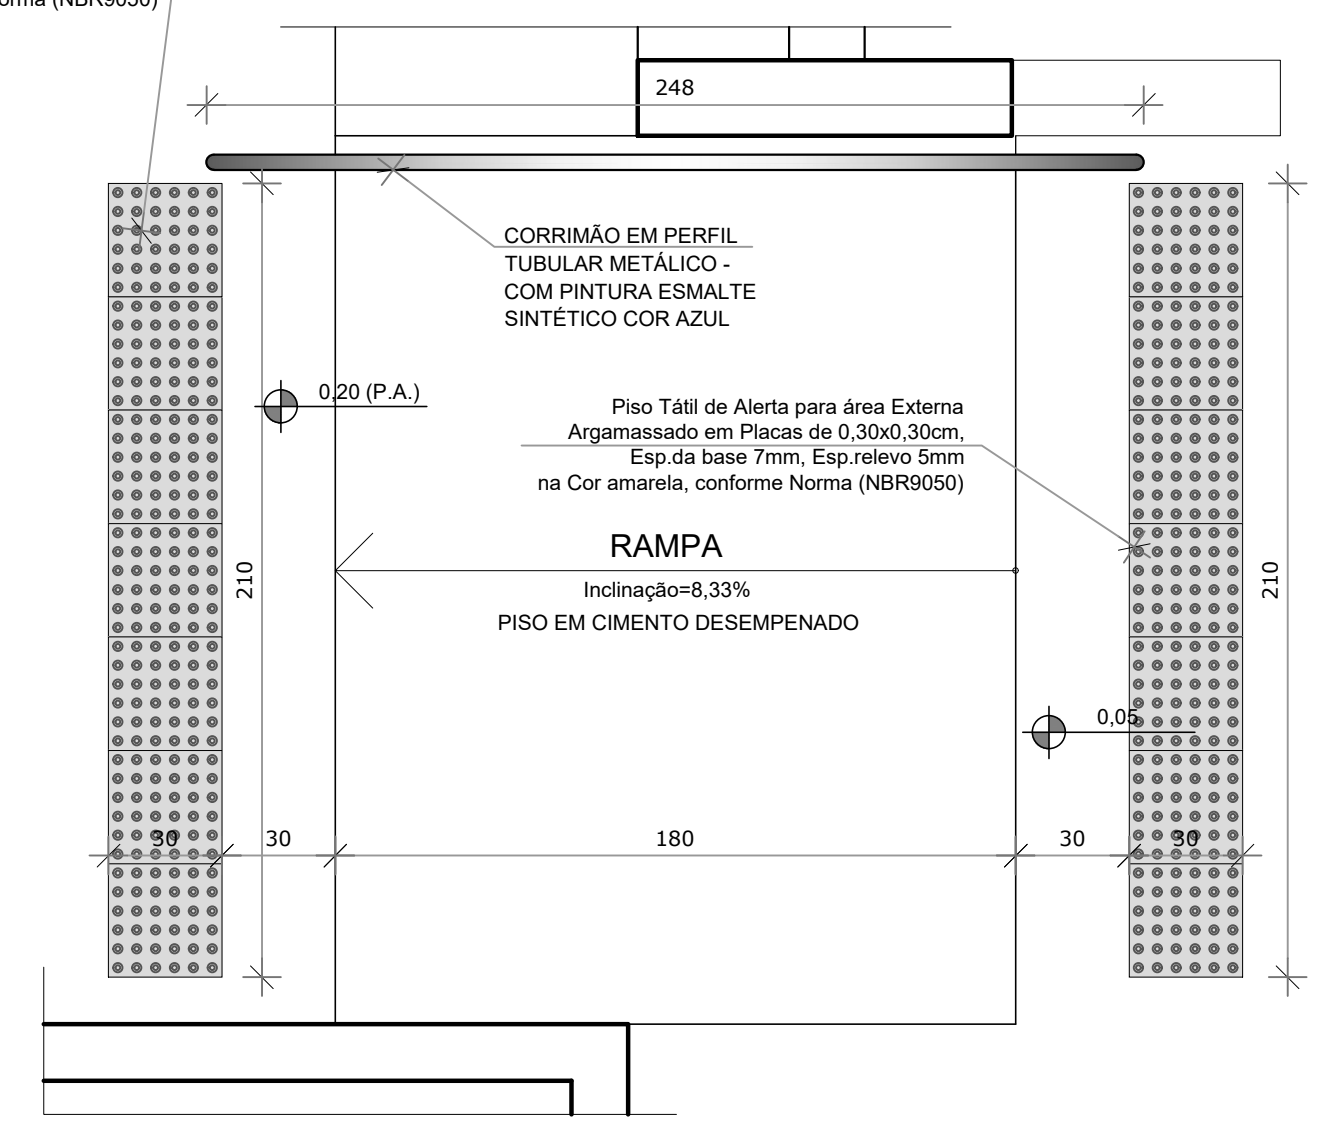 orma (NBR9050)
248
CORRIMÃO EM PERFIL
TUBULAR METÁLICO -
COM PINTURA ESMALTE
SINTÉTICO COR AZUL
0,20 (P.A.)
Piso Tátil de Alerta para área Externa
Argamassado em Placas de 0,30x0,30cm,
Esp.da base 7mm, Esp.relevo 5mm
na Cor amarela, conforme Norma (NBR9050)
RAMPA
Inclinação=8,33%
PISO EM CIMENTO DESEMPENADO
210
210
0,05
30
30
180
30
30